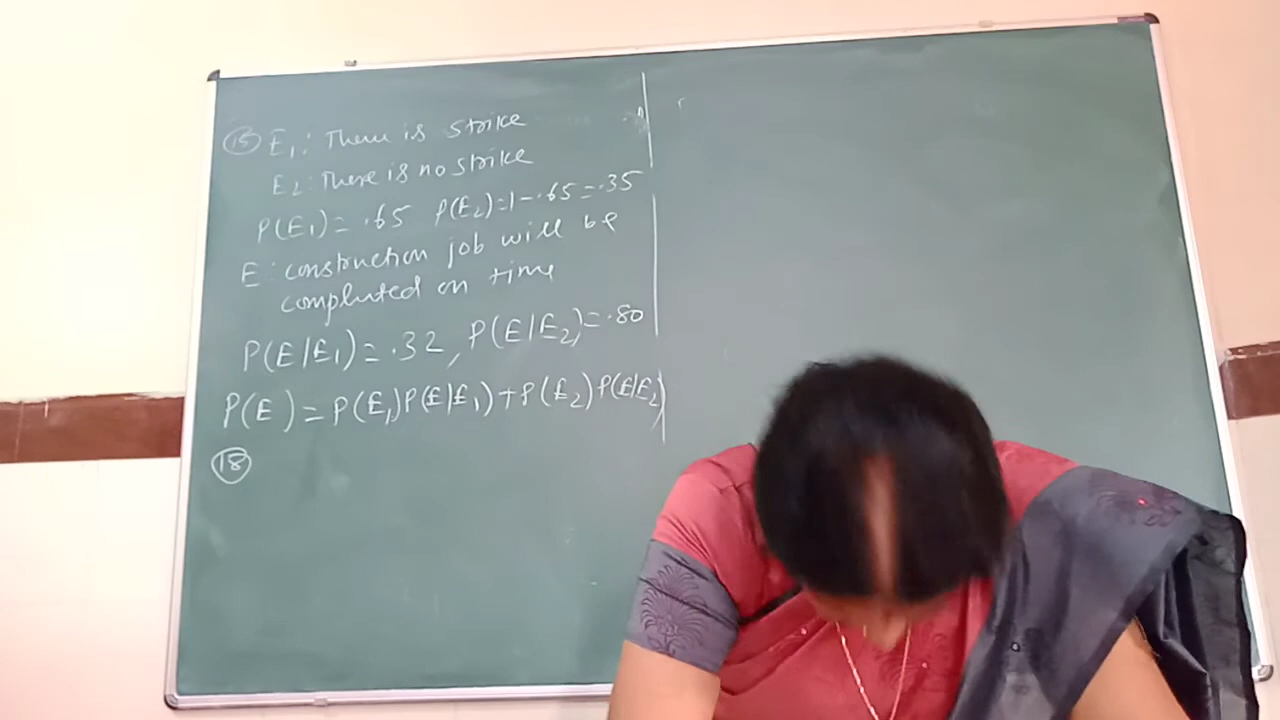 (15) E₁: There is strike
E₂: There is no strike
P(E₁) = .65 P(E₂) = 1 - .65 = .35
E: construction job will be
completed on time
P(E|E₁) = .32, P(E|E₂) = .80
P(E) = P(E₁)P(E|E₁) + P(E₂)P(E|E₂)
(18)